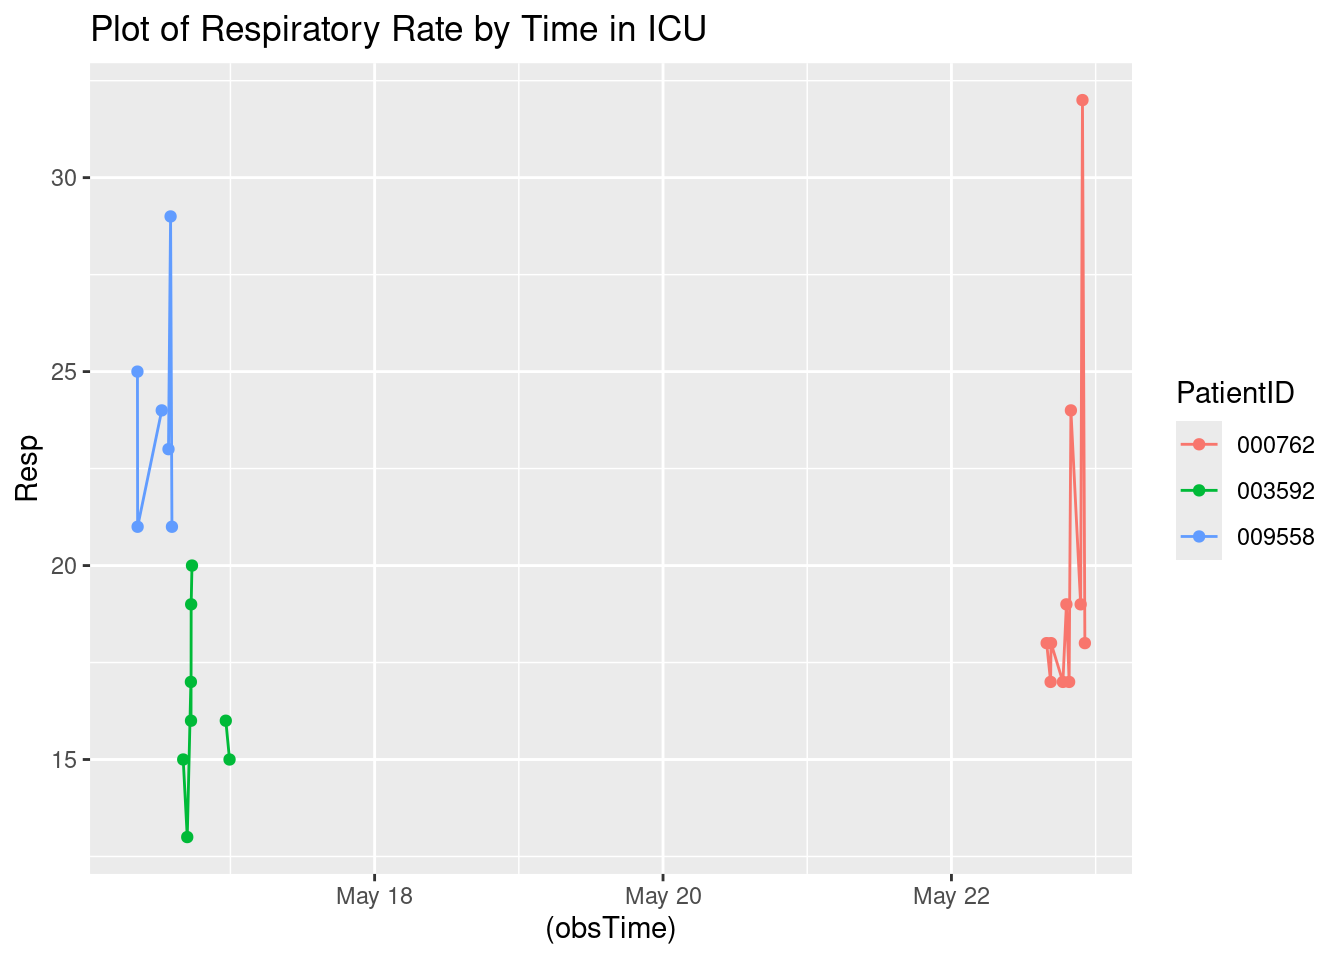 Plot of Respiratory Rate by Time in ICU
30
25
20
15
Resp
May 18
May 20
May 22
(obsTime)
PatientID
000762
003592
009558